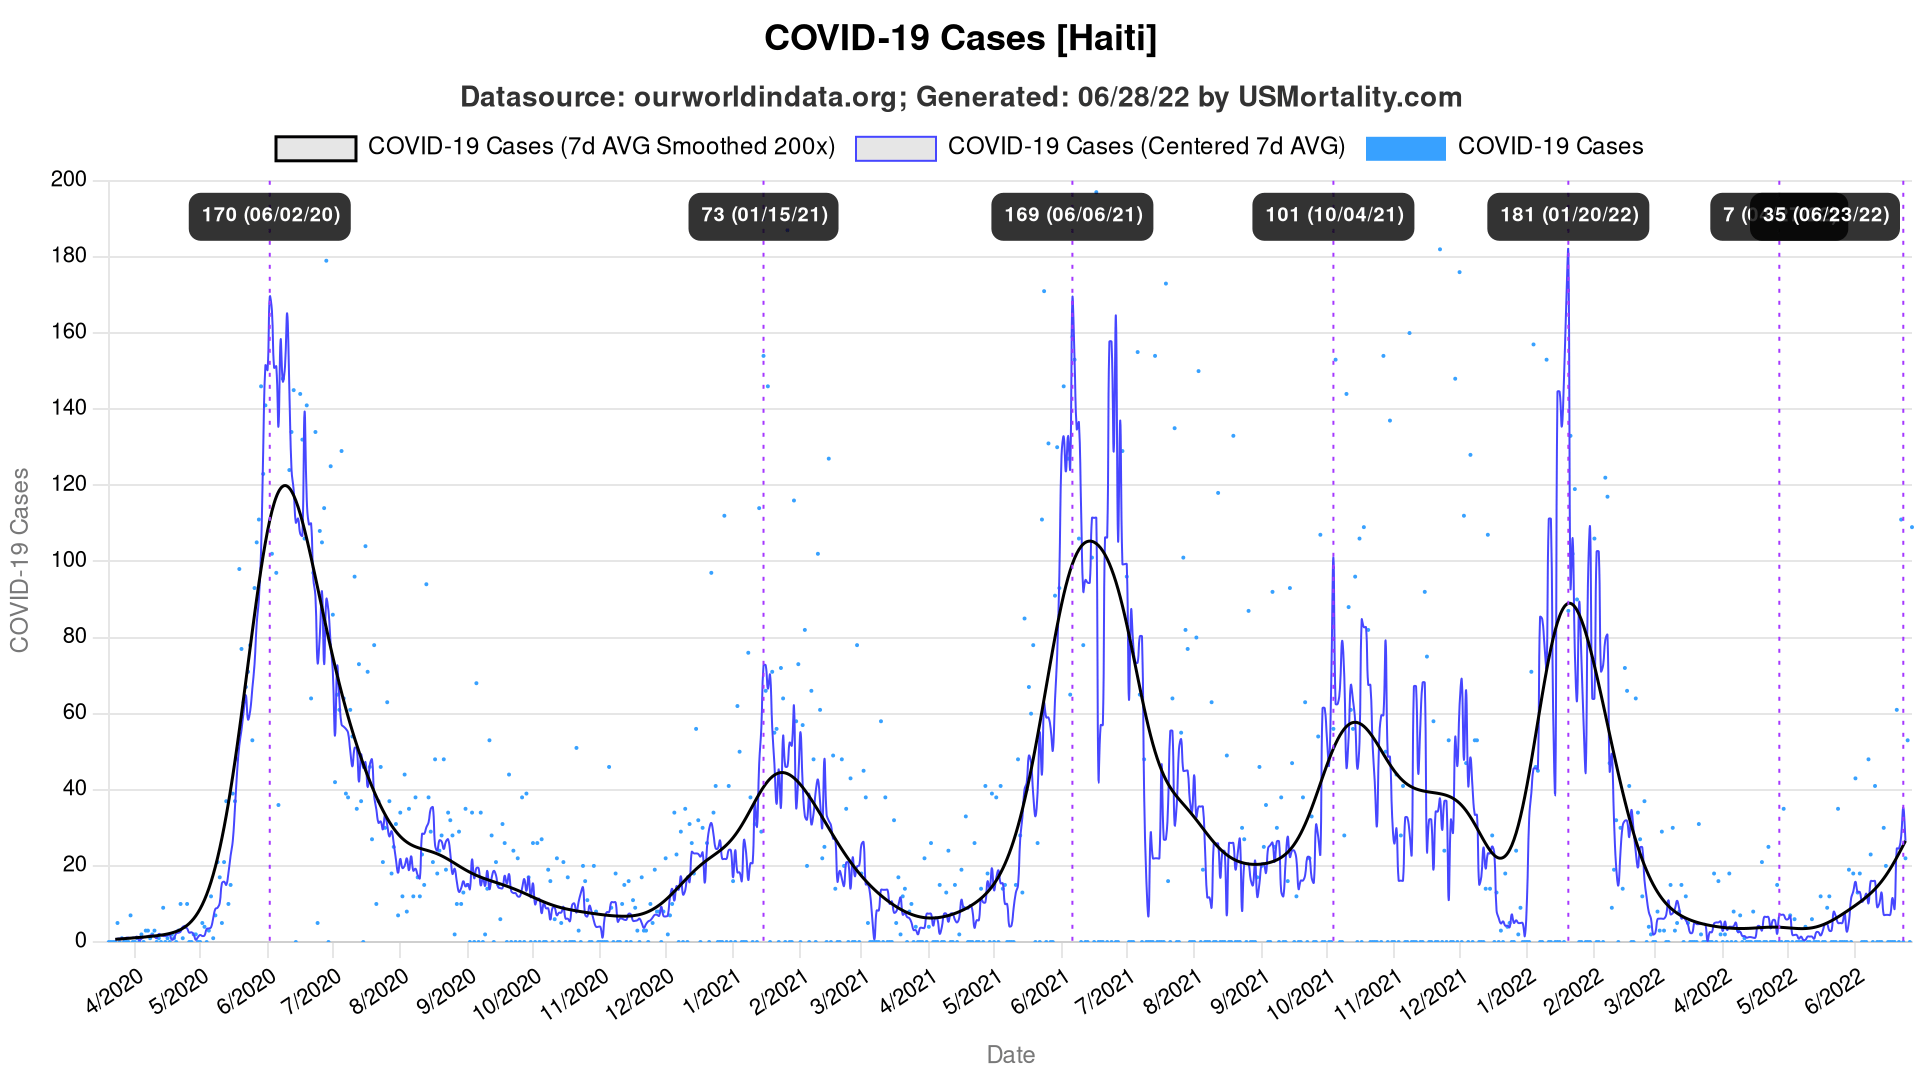 COVID-19 Cases [Haiti]
Datasource: ourworldindata.org; Generated: 06/28/22 by USMortality.com
COVID-19 Cases (7d AVG Smoothed 200x) COVID-19 Cases (Centered 7d AVG) COVID-19 Cases
200
170 (06/02/20) 73 (01/15/21) 169 (06/06/21) 101 (10/04/21) 181 (01/20/22) 7 35 (06/23/22)
180
160
140
120
100
80
60
40
20
0
COVID-19 Cases
4/2020 5/2020 6/2020 7/2020 8/2020 9/2020 10/2020 11/2020 12/2020 1/2021 2/2021 3/2021 4/2021 5/2021 6/2021 7/2021 8/2021 9/2021 10/2021 11/2021 12/2021 1/2022 2/2022 3/2022 4/2022 5/2022 6/2022
Date